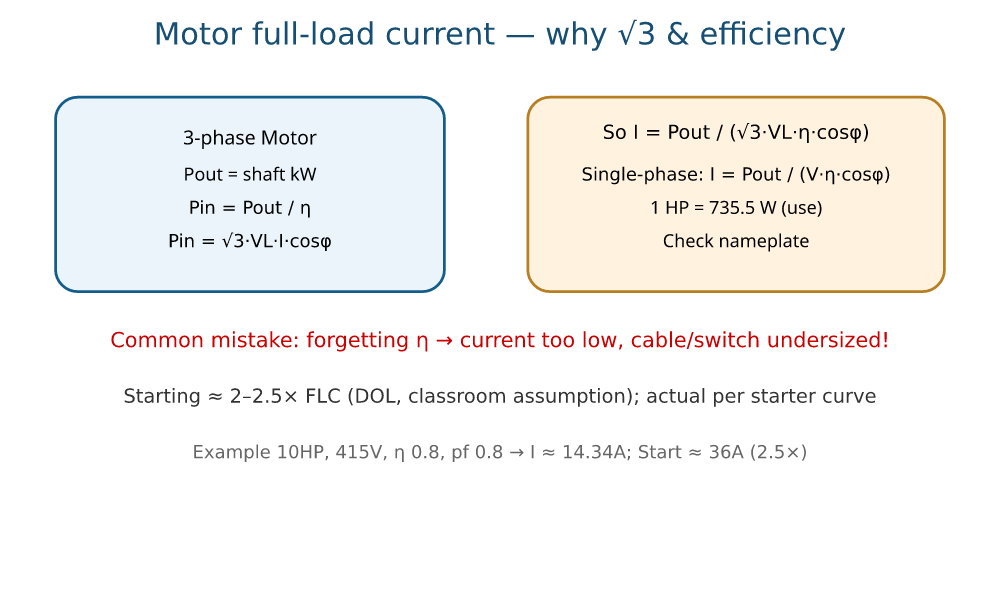 Motor full-load current — why √3 & efficiency
3-phase Motor
Pout = shaft kW
Pin = Pout / η
Pin = √3·VL·I·cosφ
So I = Pout / (√3·VL·η·cosφ)
Single-phase: I = Pout / (V·η·cosφ)
1 HP = 735.5 W (use)
Check nameplate
Common mistake: forgetting η → current too low, cable/switch undersized!
Starting ≈ 2–2.5× FLC (DOL, classroom assumption); actual per starter curve
Example 10HP, 415V, η 0.8, pf 0.8 → I ≈ 14.34A; Start ≈ 36A (2.5×)